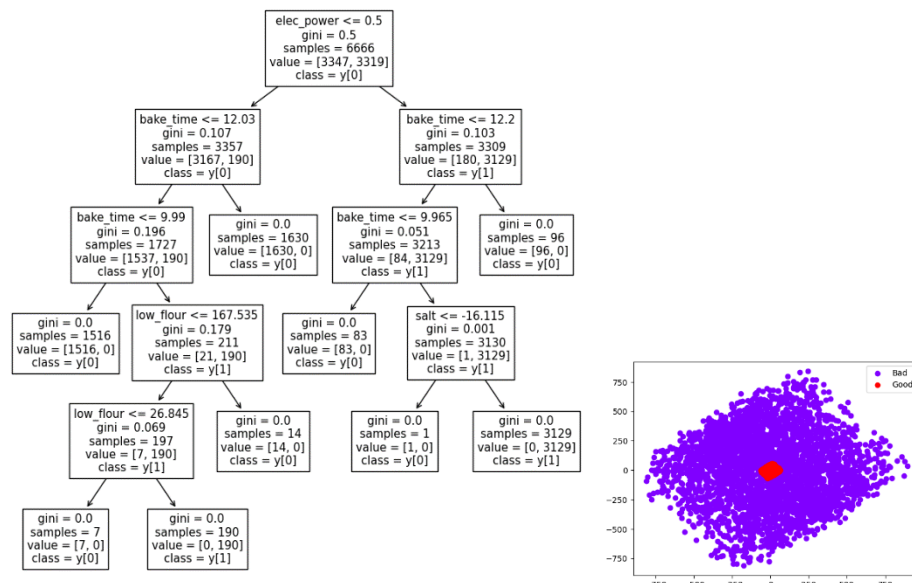 elec_power <= 0.5
gini = 0.5
samples = 6666
value = [3347, 3319]
class = y[0]
bake_time <= 12.03
gini = 0.107
samples = 3357
value = [3167, 190]
class = y[0]
bake_time <= 12.2
gini = 0.103
samples = 3309
value = [180, 3129]
class = y[1]
bake_time <= 9.99
gini = 0.196
samples = 1727
value = [1537, 190]
class = y[0]
gini = 0.0
samples = 1630
value = [1630, 0]
class = y[0]
bake_time <= 9.965
gini = 0.051
samples = 3213
value = [84, 3129]
class = y[1]
gini = 0.0
samples = 96
value = [96, 0]
class = y[0]
gini = 0.0
samples = 1516
value = [1516, 0]
class = y[0]
low_flour <= 167.535
gini = 0.179
samples = 211
value = [21, 190]
class = y[1]
gini = 0.0
samples = 83
value = [83, 0]
class = y[0]
salt <= -16.115
gini = 0.001
samples = 3130
value = [1, 3129]
class = y[1]
low_flour <= 26.845
gini = 0.069
samples = 197
value = [7, 190]
class = y[1]
gini = 0.0
samples = 14
value = [14, 0]
class = y[0]
gini = 0.0
samples = 1
value = [1, 0]
class = y[0]
gini = 0.0
samples = 3129
value = [0, 3129]
class = y[1]
gini = 0.0
samples = 7
value = [7, 0]
class = y[0]
gini = 0.0
samples = 190
value = [0, 190]
class = y[1]
Bad
Good
750
500
250
0
−250
−500
−750